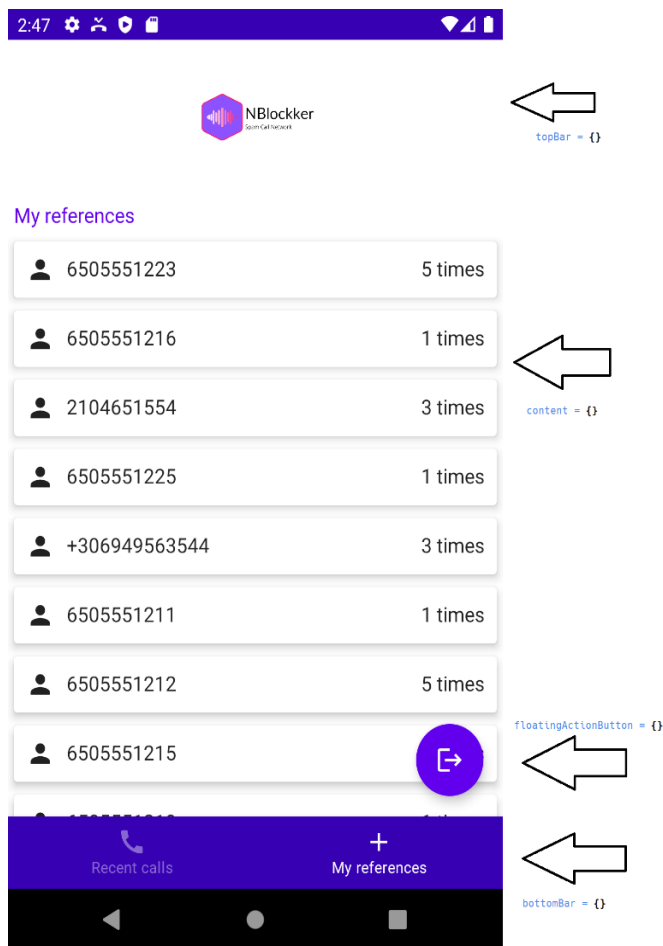 2:47
NBlockker
Spam Call Network
topBar = {}
My references
6505551223 5 times
6505551216 1 times
2104651554 3 times
content = {}
6505551225 1 times
+306949563544 3 times
6505551211 1 times
6505551212 5 times
floatingActionButton = {}
6505551215
Recent calls
My references
bottomBar = {}